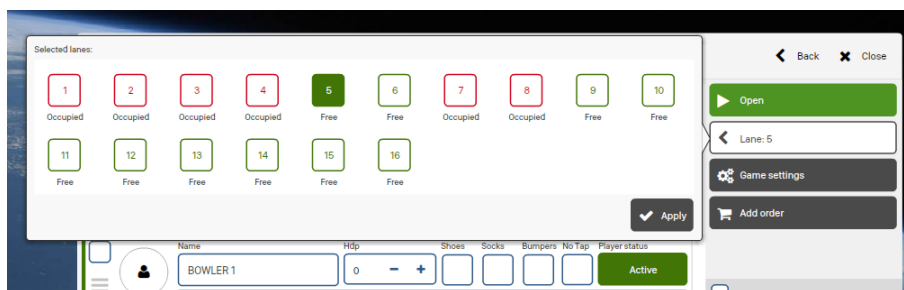 Selected lanes:
1 2 3 4 5 6 7 8 9 10
Occupied Occupied Occupied Occupied Free Free Occupied Occupied Free Free
11 12 13 14 15 16
Free Free Free Free Free Free
Apply
Back Close
Open
Lane: 5
Game settings
Add order
Name Hdp Shoes Socks Bumpers No Tap Player status
BOWLER 1 0 - + Active